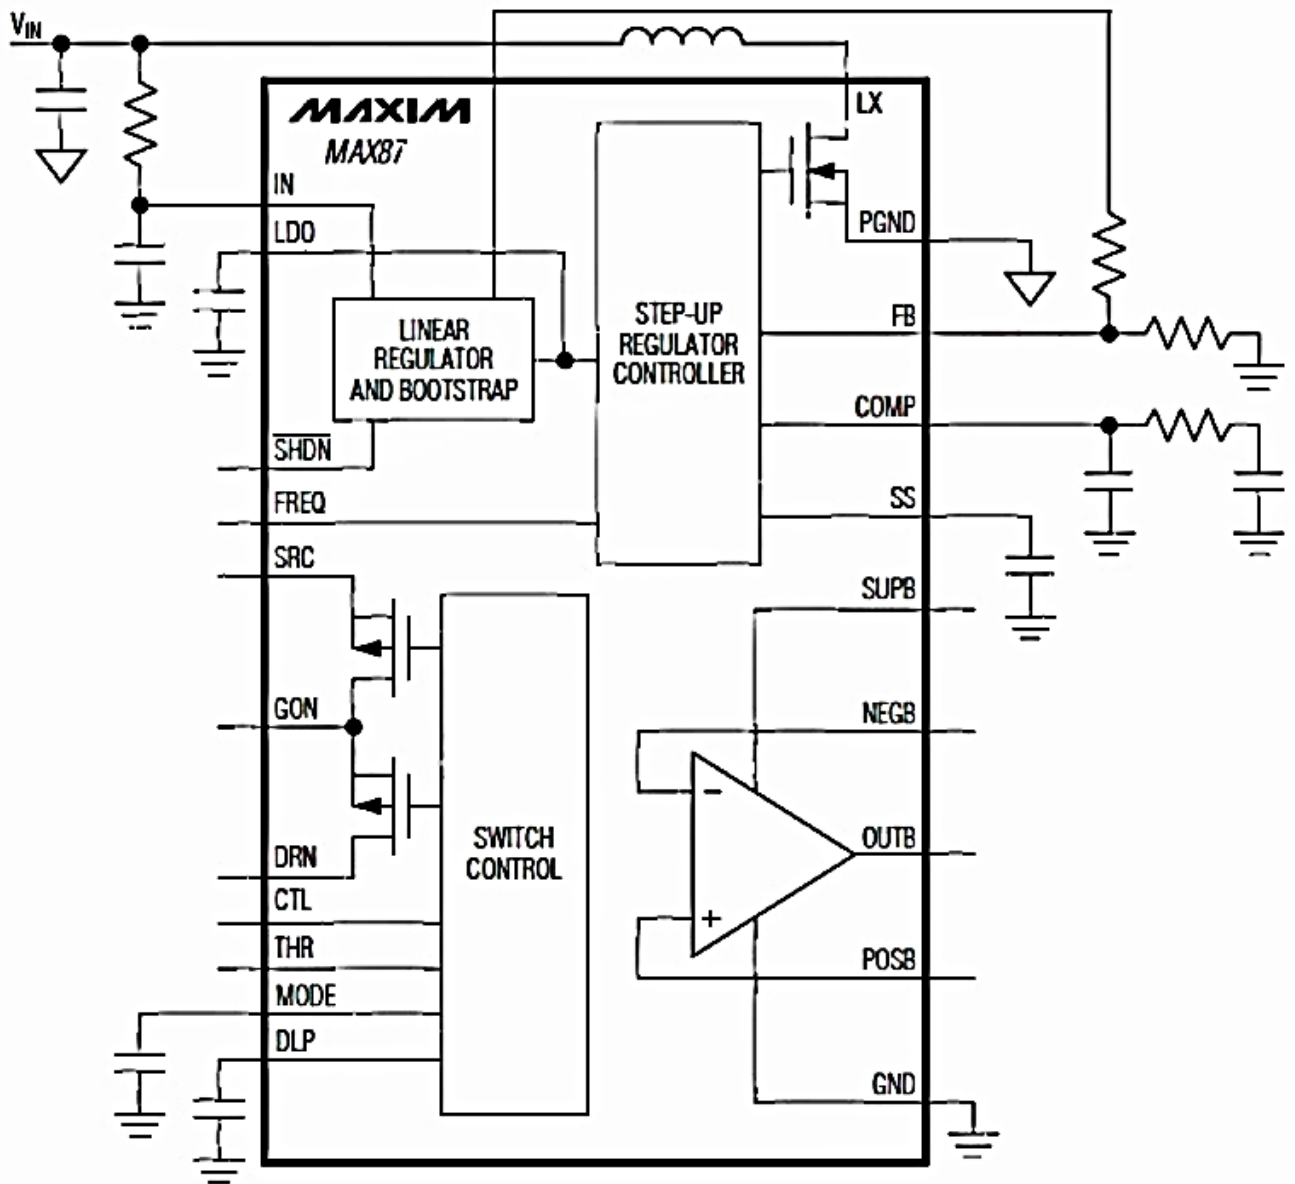 VIN
MAXIM
MAX87
LX
IN
LDO
PGND
LINEAR
REGULATOR
AND BOOTSTRAP
STEP-UP
REGULATOR
CONTROLLER
FB
COMP
SHDN
FREQ
SS
SRC
SUPB
GON
NEGB
−
SWITCH
CONTROL
OUTB
DRN
CTL
+
THR
POSB
MODE
DLP
GND